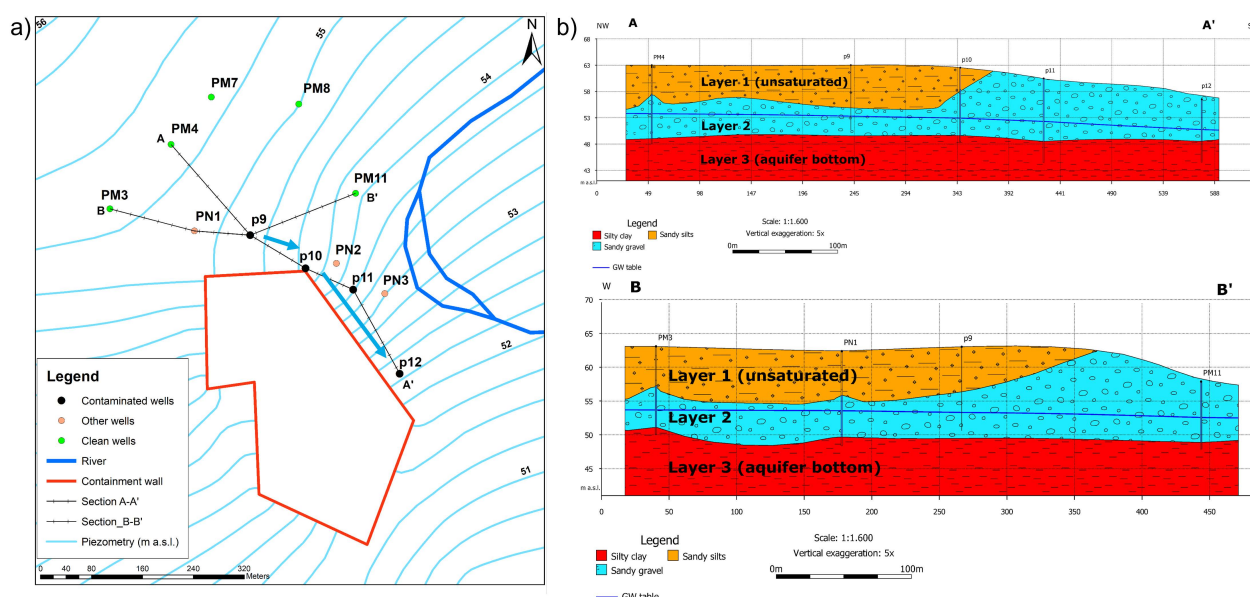 a)
56
55
N
PM7
PM8
54
PM4
A
PM3
B
PN1
p9
PM11
B'
53
p10
PN2
p11
PN3
52
p12
A'
51
Legend
Contaminated wells
Other wells
Clean wells
River
Containment wall
Section A-A'
Section_B-B'
Piezometry (m a.s.l.)
0 40 80 160 240 320
Meters
b)
NW A A' S
68
63
58
53
48
43
m a.s.l.
PM4 p9 p10 p11 p12
Layer 1 (unsaturated)
Layer 2
Layer 3 (aquifer bottom)
0 49 98 147 196 245 294 343 392 441 490 539 588
Legend
Silty clay Sandy silts
Sandy gravel
GW table
Scale: 1:1.600
Vertical exaggeration: 5x
0m 100m
W B B'
70
65
60
55
50
45
m a.s.l.
PM3 PN1 p9 PM11
Layer 1 (unsaturated)
Layer 2
Layer 3 (aquifer bottom)
0 50 100 150 200 250 300 350 400 450
Legend
Silty clay Sandy silts
Sandy gravel
GW table
Scale: 1:1.600
Vertical exaggeration: 5x
0m 100m